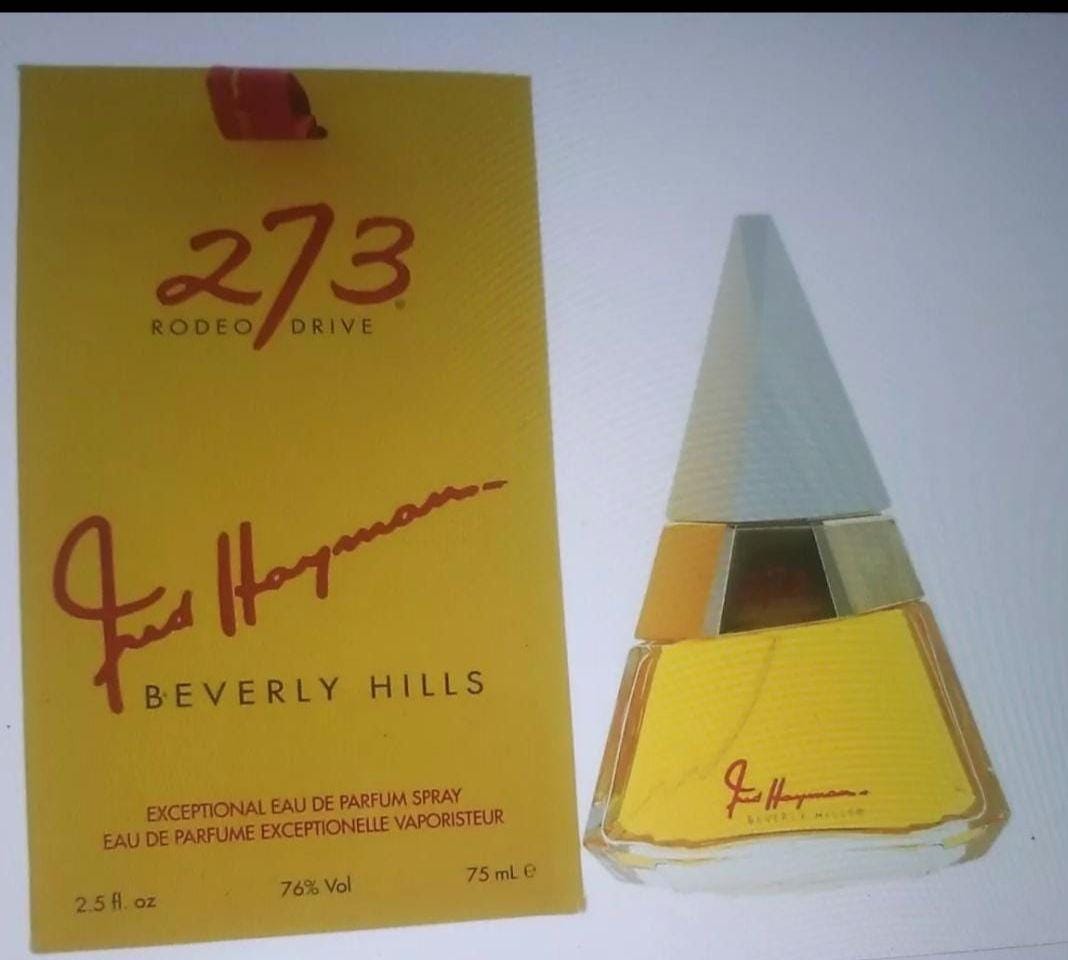 273
RODEO DRIVE
Fred Hayman
BEVERLY HILLS
EXCEPTIONAL EAU DE PARFUM SPRAY
EAU DE PARFUME EXCEPTIONELLE VAPORISTEUR
2.5 fl. oz 76% Vol 75 mL ℮
Fred Hayman
BEVERLY HILLS